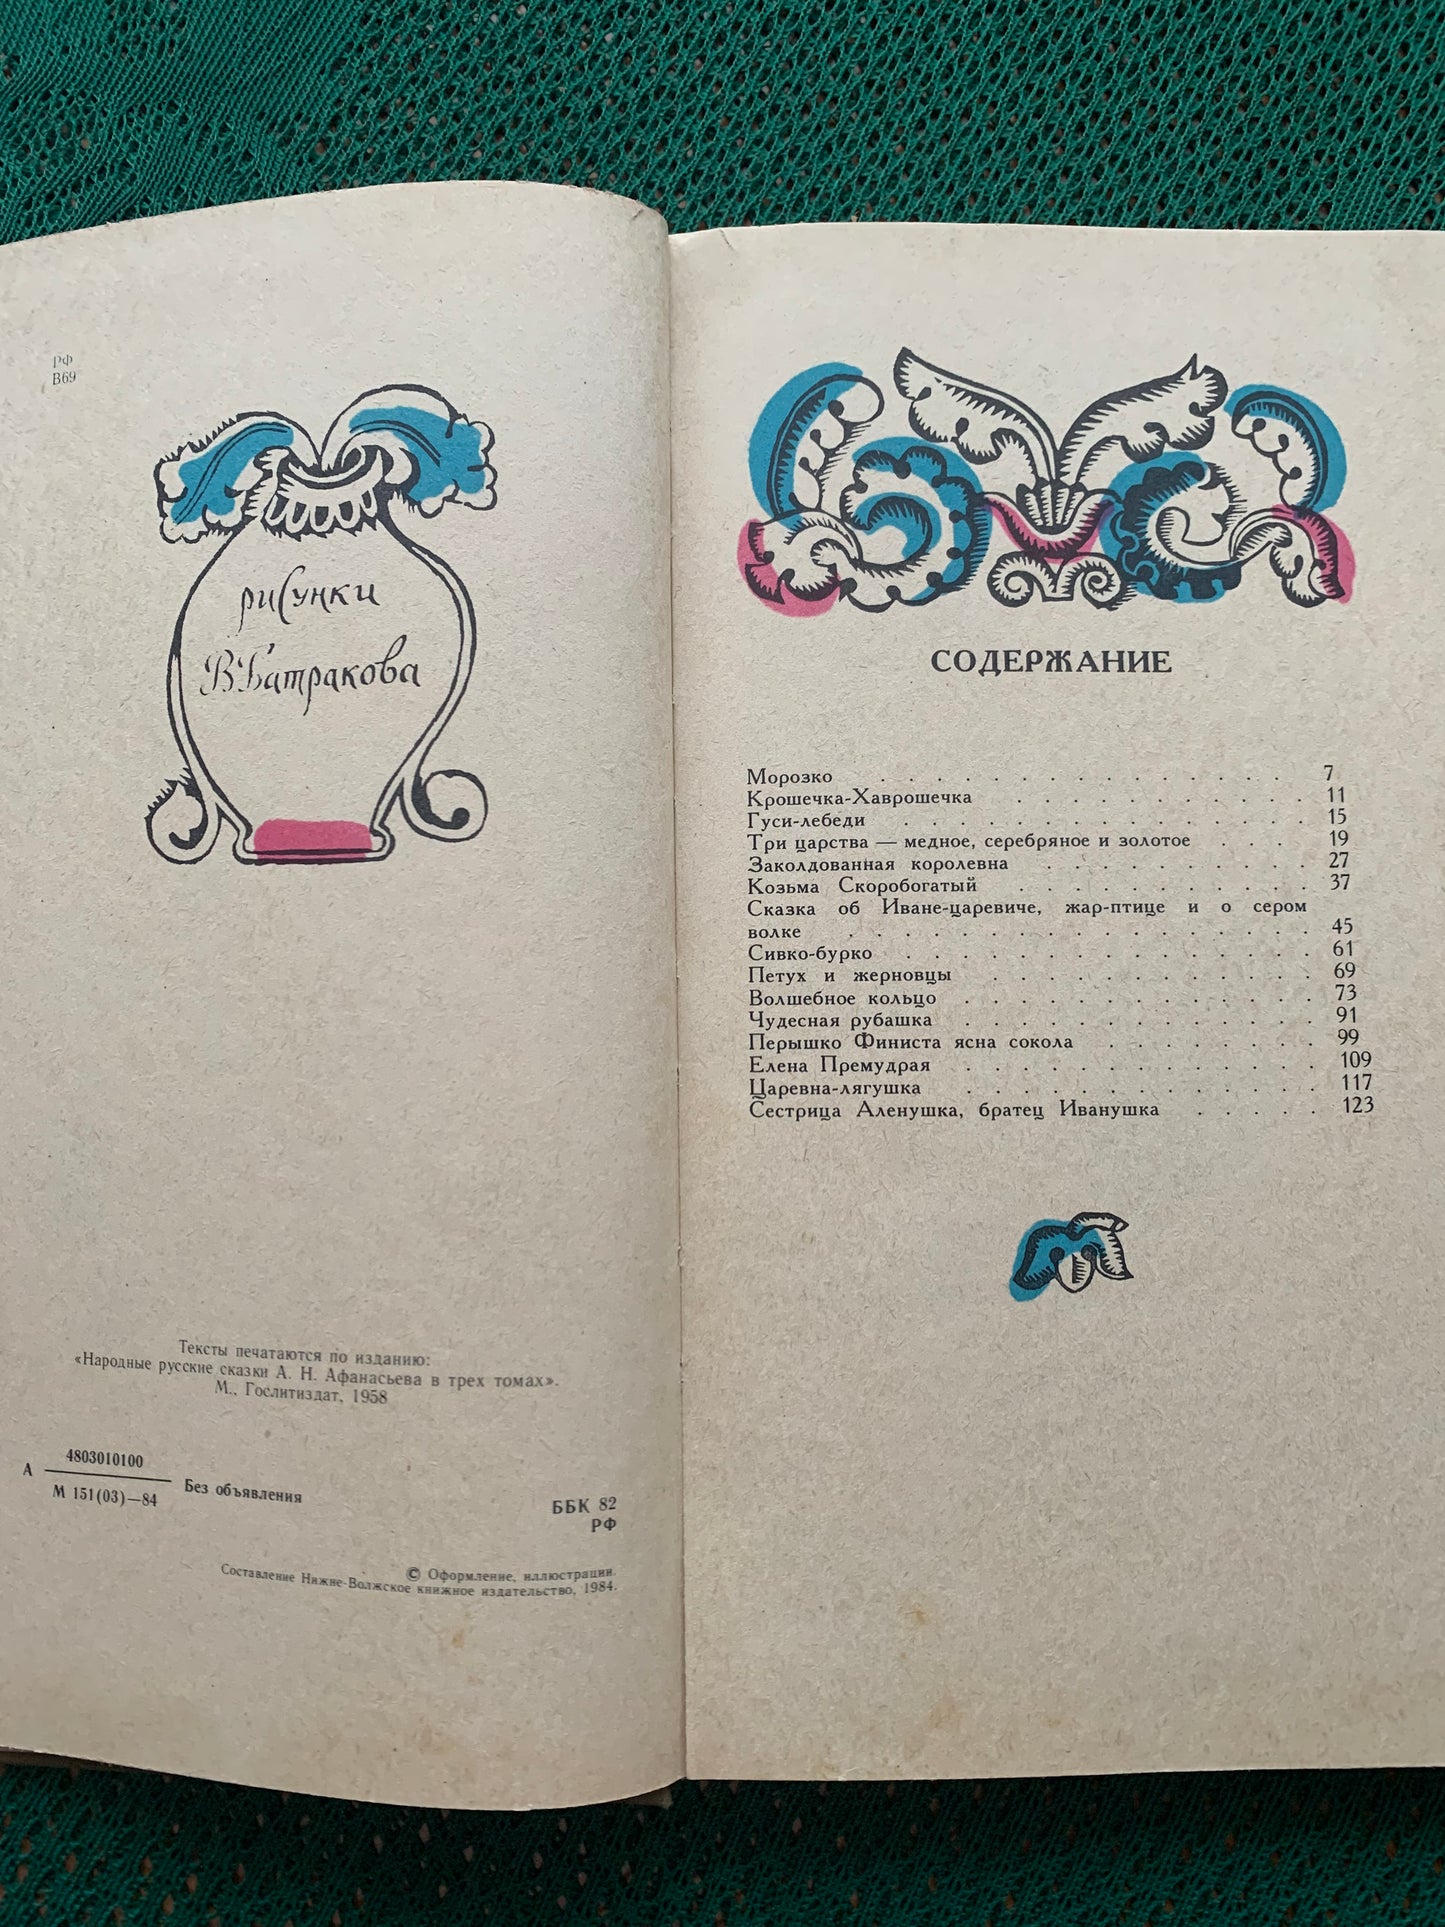 РФ
В69
рисунки
В Батракова
Тексты печатаются по изданию:
«Народные русские сказки А. Н. Афанасьева в трех томах».
М., Гослитиздат, 1958
А 4803010100
М 151(03)—84 Без объявления
ББК 82
РФ
© Оформление, иллюстрации.
Составление Нижне-Волжское книжное издательство, 1984.
СОДЕРЖАНИЕ
Морозко . . . . . . . . . . . . . . . 7
Крошечка-Хаврошечка . . . . . . . . . . . 11
Гуси-лебеди . . . . . . . . . . . . . . . 15
Три царства — медное, серебряное и золотое . . . 19
Заколдованная королевна . . . . . . . . . . 27
Козьма Скоробогатый . . . . . . . . . . . 37
Сказка об Иване-царевиче, жар-птице и о сером
волке . . . . . . . . . . . . . . . . . 45
Сивко-бурко . . . . . . . . . . . . . . . 61
Петух и жерновцы . . . . . . . . . . . . 69
Волшебное кольцо . . . . . . . . . . . . . 73
Чудесная рубашка . . . . . . . . . . . . . 91
Перышко Финиста ясна сокола . . . . . . . . 99
Елена Премудрая . . . . . . . . . . . . . 109
Царевна-лягушка . . . . . . . . . . . . . 117
Сестрица Аленушка, братец Иванушка . . . . . 123